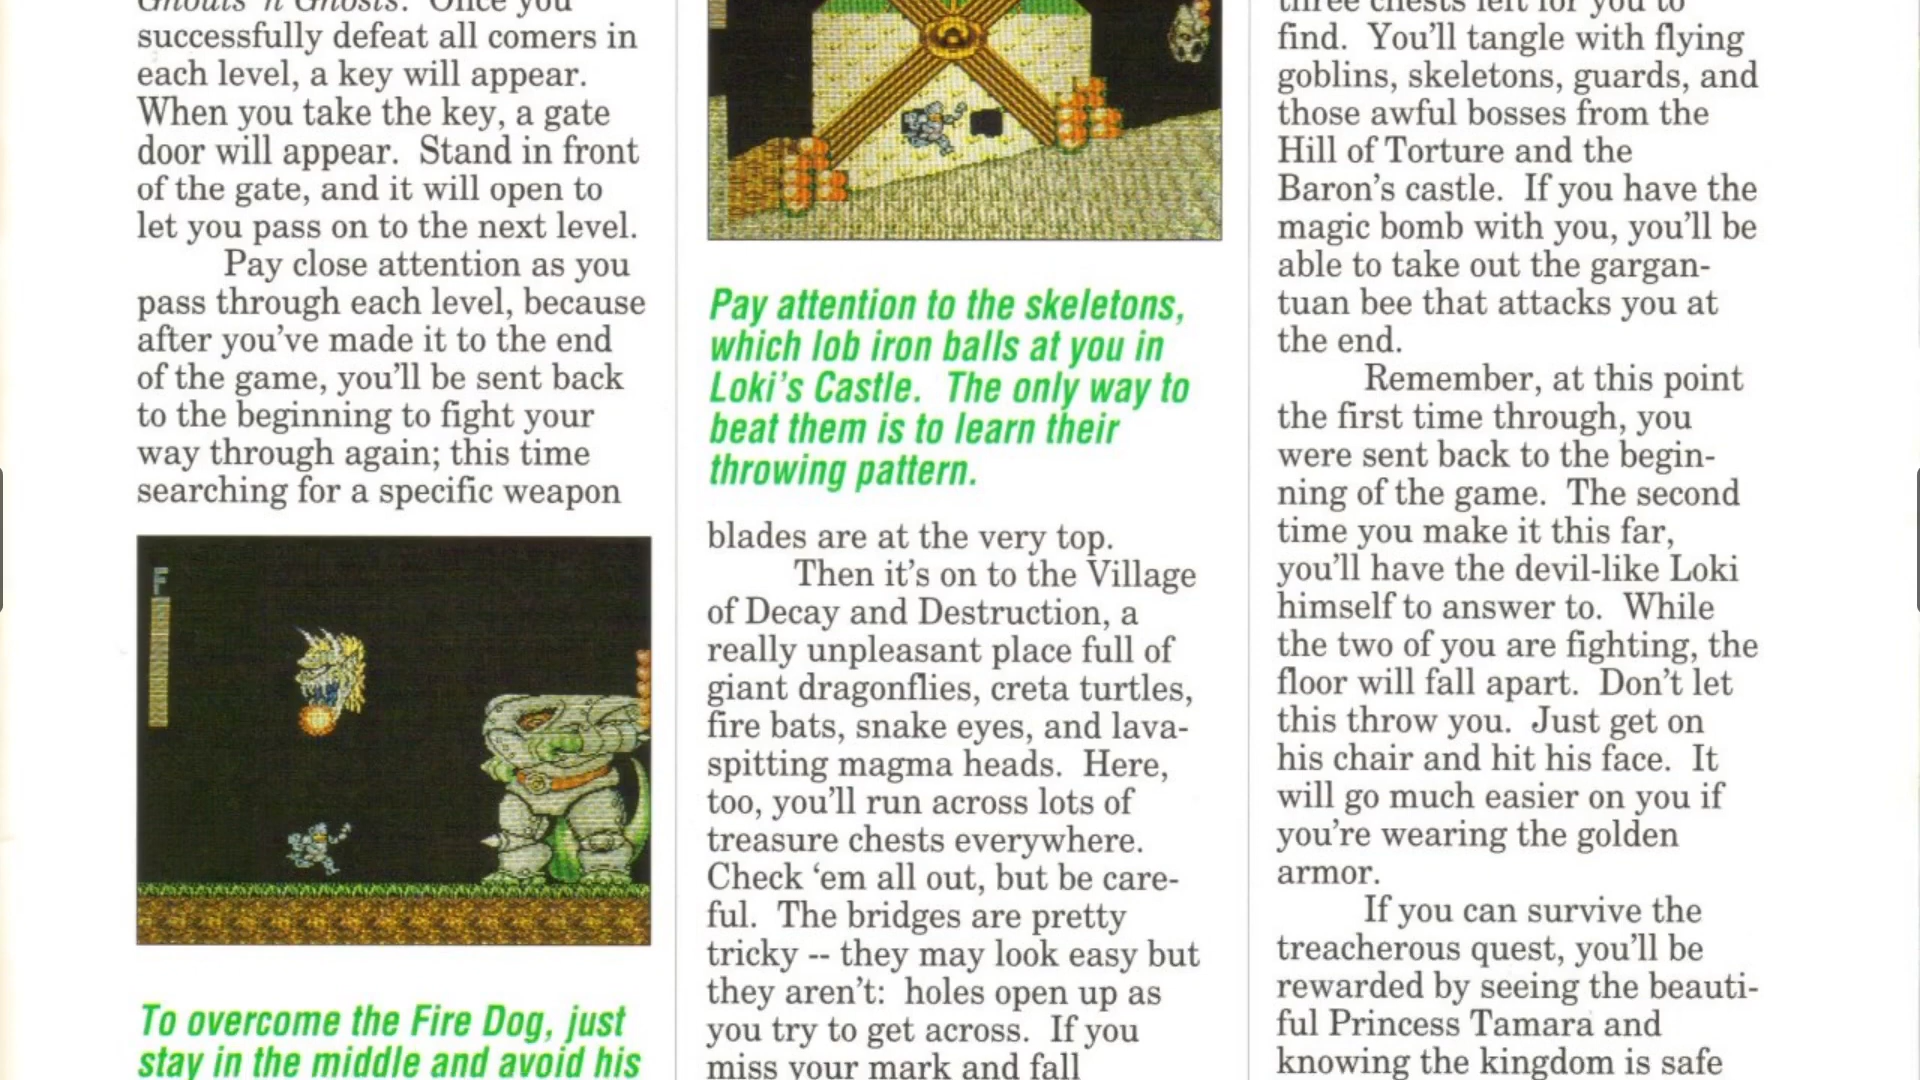 Ghouls 'n Ghosts. Once you
successfully defeat all comers in
each level, a key will appear.
When you take the key, a gate
door will appear. Stand in front
of the gate, and it will open to
let you pass on to the next level.
Pay close attention as you
pass through each level, because
after you've made it to the end
of the game, you'll be sent back
to the beginning to fight your
way through again; this time
searching for a specific weapon
F
To overcome the Fire Dog, just
stay in the middle and avoid his
Pay attention to the skeletons,
which lob iron balls at you in
Loki's Castle. The only way to
beat them is to learn their
throwing pattern.
blades are at the very top.
Then it's on to the Village
of Decay and Destruction, a
really unpleasant place full of
giant dragonflies, creta turtles,
fire bats, snake eyes, and lava-
spitting magma heads. Here,
too, you'll run across lots of
treasure chests everywhere.
Check 'em all out, but be care-
ful. The bridges are pretty
tricky -- they may look easy but
they aren't: holes open up as
you try to get across. If you
miss your mark and fall
three chests left for you to
find. You'll tangle with flying
goblins, skeletons, guards, and
those awful bosses from the
Hill of Torture and the
Baron's castle. If you have the
magic bomb with you, you'll be
able to take out the gargan-
tuan bee that attacks you at
the end.
Remember, at this point
the first time through, you
were sent back to the begin-
ning of the game. The second
time you make it this far,
you'll have the devil-like Loki
himself to answer to. While
the two of you are fighting, the
floor will fall apart. Don't let
this throw you. Just get on
his chair and hit his face. It
will go much easier on you if
you're wearing the golden
armor.
If you can survive the
treacherous quest, you'll be
rewarded by seeing the beauti-
ful Princess Tamara and
knowing the kingdom is safe